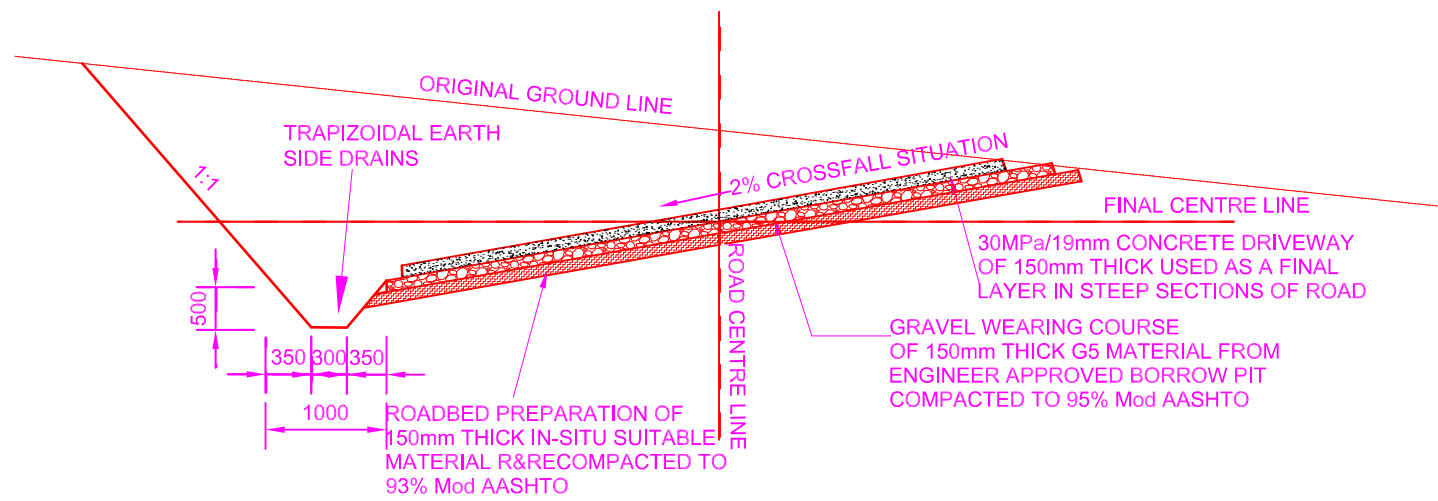 ORIGINAL GROUND LINE
TRAPIZOIDAL EARTH
SIDE DRAINS
1:1
2% CROSSFALL SITUATION
FINAL CENTRE LINE
30MPa/19mm CONCRETE DRIVEWAY
OF 150mm THICK USED AS A FINAL
LAYER IN STEEP SECTIONS OF ROAD
ROAD CENTRE LINE
500
GRAVEL WEARING COURSE
OF 150mm THICK G5 MATERIAL FROM
ENGINEER APPROVED BORROW PIT
COMPACTED TO 95% Mod AASHTO
350 300 350
1000
ROADBED PREPARATION OF
150mm THICK IN-SITU SUITABLE
MATERIAL R&RECOMPACTED TO
93% Mod AASHTO